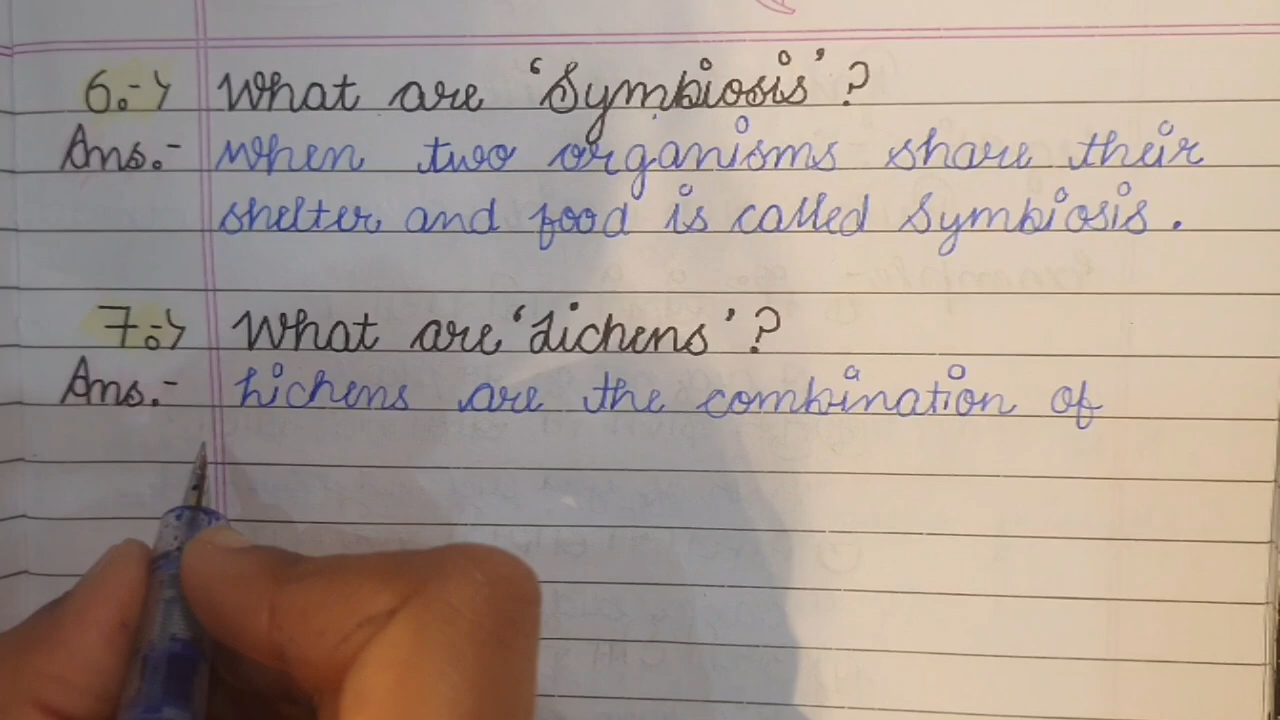 6.→ What are 'Symbiosis'?
Ans.- when two organisms share their
shelter and food is called Symbiosis.
7.→ What are 'Lichens'?
Ans.- Lichens are the combination of